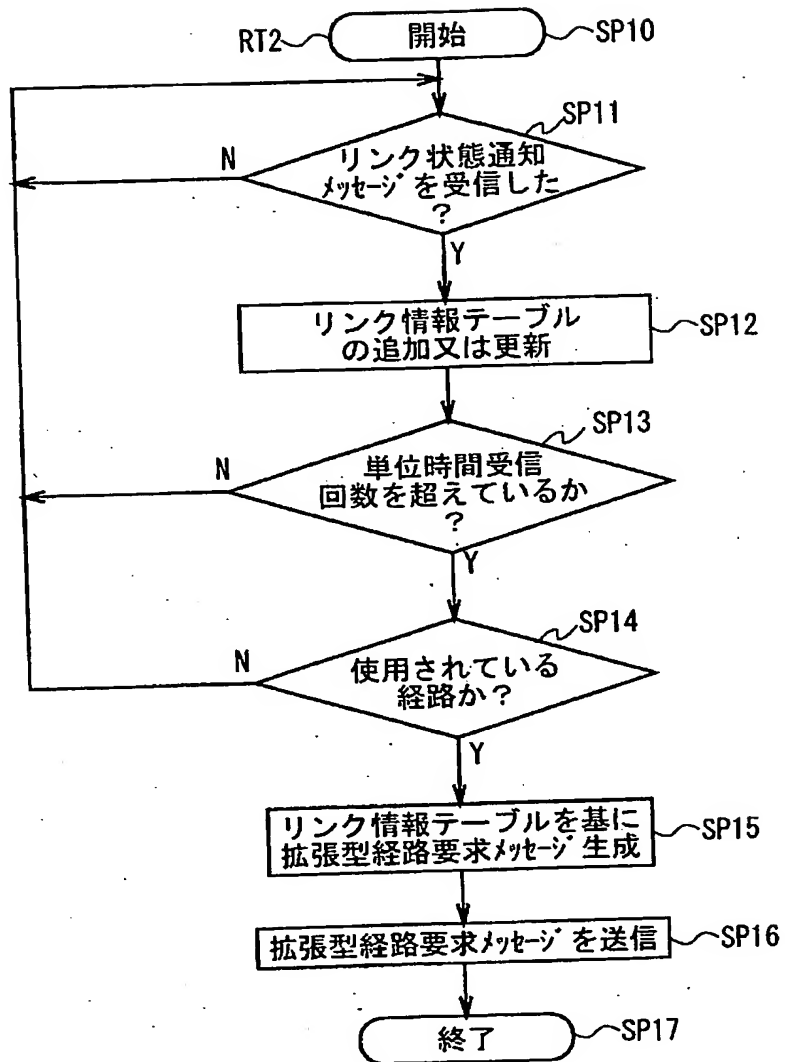 RT2 開始 SP10
SP11
N
リンク状態通知
メッセージを受信した
?
Y
リンク情報テーブル
の追加又は更新
SP12
SP13
N
単位時間受信
回数を超えているか
?
Y
SP14
N
使用されている
経路か?
Y
リンク情報テーブルを基に
拡張型経路要求メッセージ生成
SP15
拡張型経路要求メッセージを送信 SP16
終了 SP17